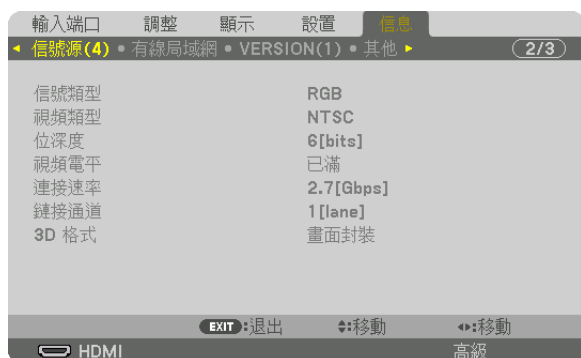 輸入端口 調整 顯示 設置 信息
信號源(4) 有線局域網 VERSION(1) 其他 2/3
信號類型 RGB
視頻類型 NTSC
位深度 6[bits]
視頻電平 已滿
連接速率 2.7[Gbps]
鏈接通道 1[lane]
3D 格式 畫面封裝
EXIT:退出 :移動 :移動
HDMI 高級